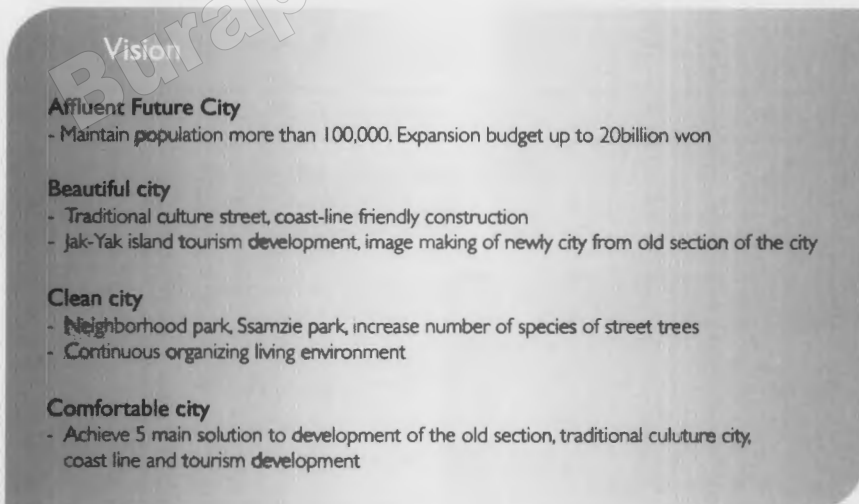 Vision
Affluent Future City
- Maintain population more than 100,000. Expansion budget up to 20billion won
Beautiful city
- Traditional culture street, coast-line friendly construction
- Jak-Yak island tourism development, image making of newly city from old section of the city
Clean city
- Neighborhood park, Ssamzie park, increase number of species of street trees
- Continuous organizing living environment
Comfortable city
- Achieve 5 main solution to development of the old section, traditional culuture city,
coast line and tourism development